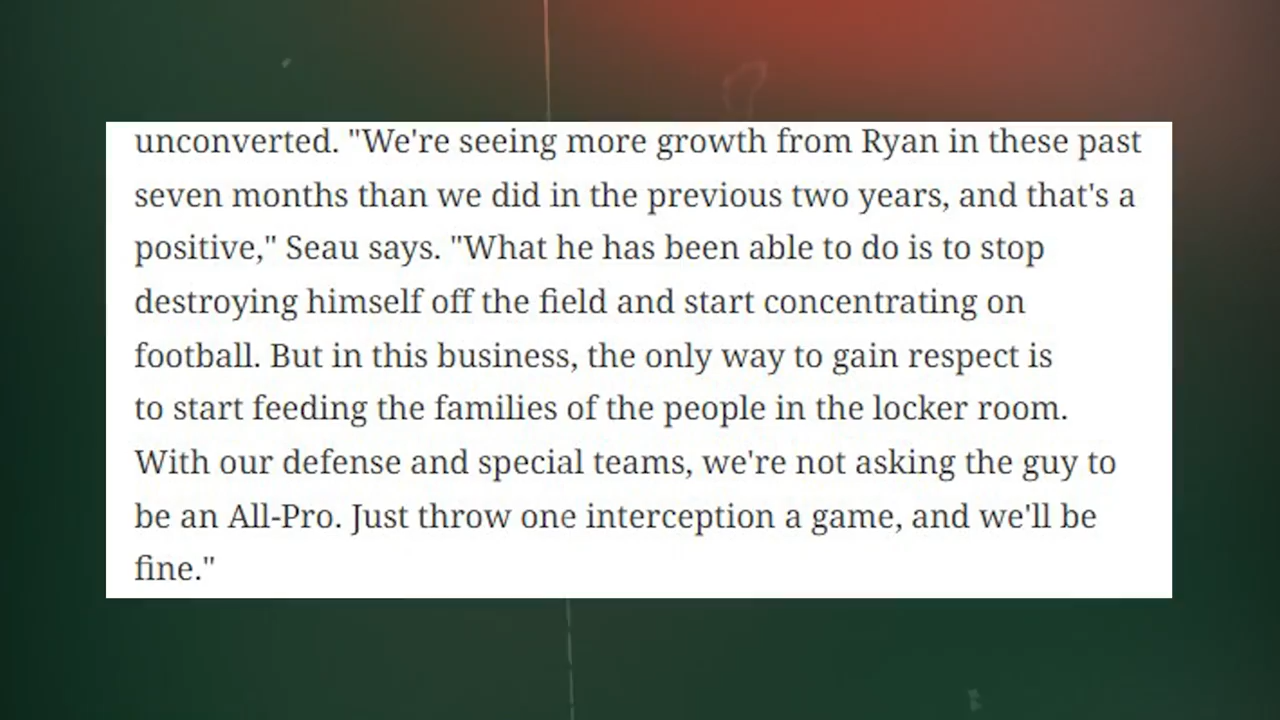 unconverted. "We're seeing more growth from Ryan in these past
seven months than we did in the previous two years, and that's a
positive," Seau says. "What he has been able to do is to stop
destroying himself off the field and start concentrating on
football. But in this business, the only way to gain respect is
to start feeding the families of the people in the locker room.
With our defense and special teams, we're not asking the guy to
be an All-Pro. Just throw one interception a game, and we'll be
fine."